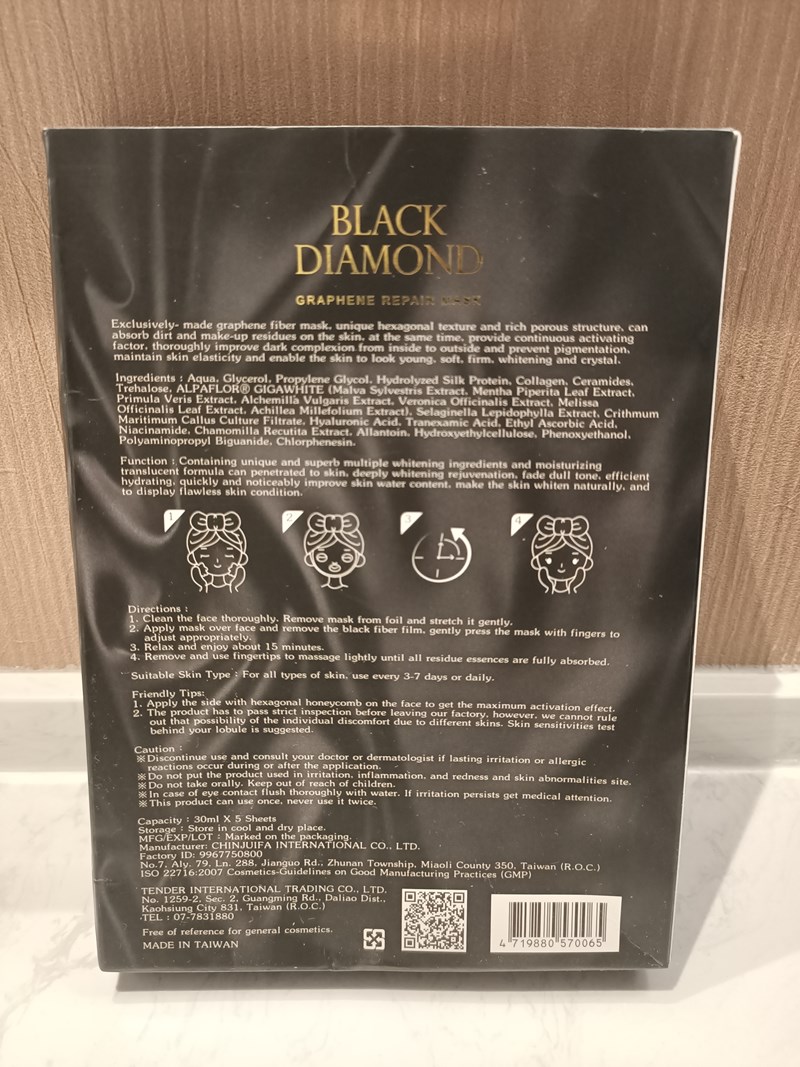 BLACK
DIAMOND
GRAPHENE REPAIR MASK
Exclusively- made graphene fiber mask, unique hexagonal texture and rich porous structure, can
absorb dirt and make-up residues on the skin, at the same time, provide continuous activating
factor, thoroughly improve dark complexion from inside to outside and prevent pigmentation,
maintain skin elasticity and enable the skin to look young, soft, firm, whitening and crystal.
Ingredients : Aqua, Glycerol, Propylene Glycol, Hydrolyzed Silk Protein, Collagen, Ceramides,
Trehalose, ALPAFLOR® GIGAWHITE (Malva Sylvestris Extract, Mentha Piperita Leaf Extract,
Primula Veris Extract, Alchemilla Vulgaris Extract, Veronica Officinalis Extract, Melissa
Officinalis Leaf Extract, Achillea Millefolium Extract), Selaginella Lepidophylla Extract, Crithmum
Maritimum Callus Culture Filtrate, Hyaluronic Acid, Tranexamic Acid, Ethyl Ascorbic Acid,
Niacinamide, Chamomilla Recutita Extract, Allantoin, Hydroxyethylcellulose, Phenoxyethanol,
Polyaminopropyl Biguanide, Chlorphenesin.
Function : Containing unique and superb multiple whitening ingredients and moisturizing
translucent formula can penetrated to skin, deeply whitening rejuvenation, fade dull tone, efficient
hydrating, quickly and noticeably improve skin water content, make the skin whiten naturally, and
to display flawless skin condition.
1 2 3 4
Directions :
1. Clean the face thoroughly, Remove mask from foil and stretch it gently.
2. Apply mask over face and remove the black fiber film, gently press the mask with fingers to
adjust appropriately.
3. Relax and enjoy about 15 minutes.
4. Remove and use fingertips to massage lightly until all residue essences are fully absorbed.
Suitable Skin Type : For all types of skin, use every 3-7 days or daily.
Friendly Tips:
1. Apply the side with hexagonal honeycomb on the face to get the maximum activation effect.
2. The product has to pass strict inspection before leaving our factory, however, we cannot rule
out that possibility of the individual discomfort due to different skins. Skin sensitivities test
behind your lobule is suggested.
Caution :
※Discontinue use and consult your doctor or dermatologist if lasting irritation or allergic
reactions occur during or after the application.
※Do not put the product used in irritation, inflammation, and redness and skin abnormalities site.
※Do not take orally. Keep out of reach of children.
※In case of eye contact flush thoroughly with water. If irritation persists get medical attention.
※This product can use once, never use it twice.
Capacity : 30ml X 5 Sheets
Storage : Store in cool and dry place.
MFG/EXP/LOT : Marked on the packaging.
Manufacturer: CHINJUIFA INTERNATIONAL CO., LTD.
Factory ID: 9967750800
No.7, Aly. 79, Ln. 288, Jianguo Rd., Zhunan Township, Miaoli County 350, Taiwan (R.O.C.)
ISO 22716:2007 Cosmetics-Guidelines on Good Manufacturing Practices (GMP)
TENDER INTERNATIONAL TRADING CO., LTD.
No. 1259-2, Sec. 2, Guangming Rd., Daliao Dist.,
Kaohsiung City 831, Taiwan (R.O.C.)
TEL : 07-7831880
Free of reference for general cosmetics.
MADE IN TAIWAN
4 719880 570065